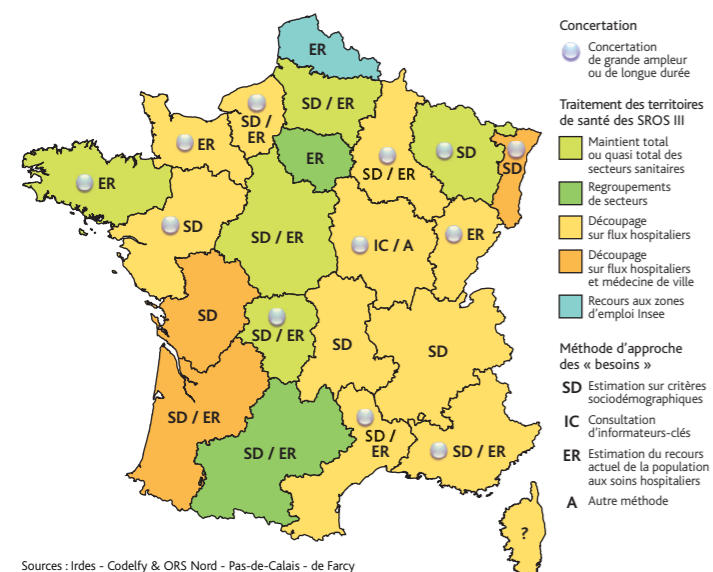 ER
SD / ER
SD /
ER
ER
ER
SD / ER
SD
SD
ER
SD
SD / ER
IC / A
ER
SD
SD / ER
SD
SD
SD / ER
SD / ER
SD /
ER
SD / ER
?
Concertation
Concertation
de grande ampleur
ou de longue durée
Traitement des territoires
de santé des SROS III
Maintient total
ou quasi total des
secteurs sanitaires
Regroupements
de secteurs
Découpage
sur flux hospitaliers
Découpage
sur flux hospitaliers
et médecine de ville
Recours aux zones
d'emploi Insee
Méthode d'approche
des « besoins »
SD Estimation sur critères
sociodémographiques
IC Consultation
d'informateurs-clés
ER Estimation du recours
actuel de la population
aux soins hospitaliers
A Autre méthode
Sources : Irdes - Codelfy & ORS Nord - Pas-de-Calais - de Farcy